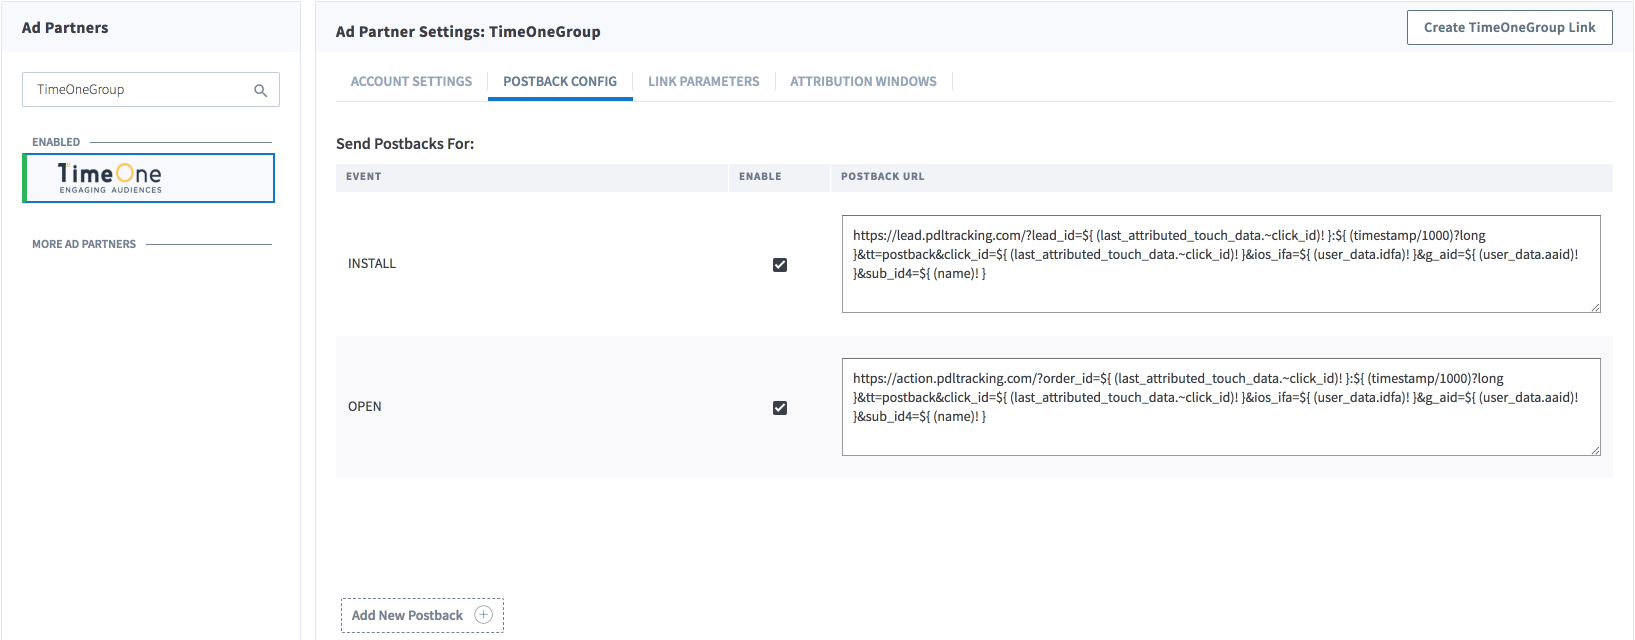 Ad Partners
TimeOneGroup
ENABLED
TimeOne
ENGAGING AUDIENCES
MORE AD PARTNERS
Ad Partner Settings: TimeOneGroup
Create TimeOneGroup Link
ACCOUNT SETTINGS
POSTBACK CONFIG
LINK PARAMETERS
ATTRIBUTION WINDOWS
Send Postbacks For:
EVENT
ENABLE
POSTBACK URL
INSTALL
https://lead.pdltracking.com/?lead_id=${ (last_attributed_touch_data.~click_id)! }:${ (timestamp/1000)?long
}&tt=postback&click_id=${ (last_attributed_touch_data.~click_id)! }&ios_ifa=${ (user_data.idfa)! }&g_aid=${ (user_data.aaid)!
}&sub_id4=${ (name)! }
OPEN
https://action.pdltracking.com/?order_id=${ (last_attributed_touch_data.~click_id)! }:${ (timestamp/1000)?long
}&tt=postback&click_id=${ (last_attributed_touch_data.~click_id)! }&ios_ifa=${ (user_data.idfa)! }&g_aid=${ (user_data.aaid)!
}&sub_id4=${ (name)! }
Add New Postback